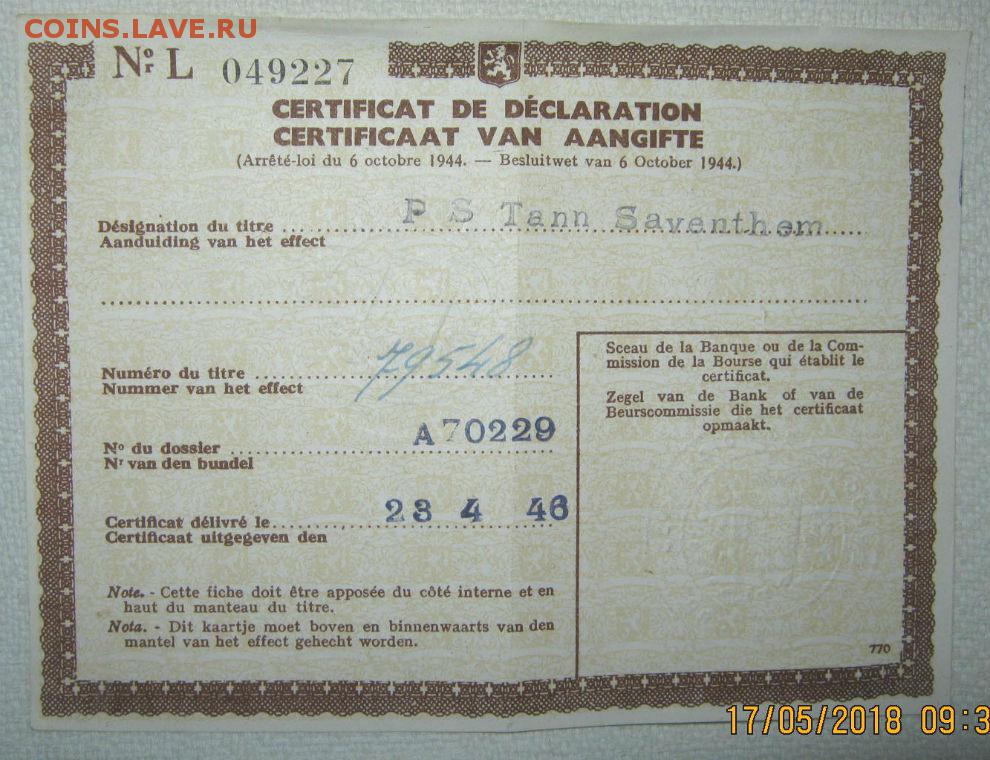 COINS.LAVE.RU
Nor L 049227
CERTIFICAT DE DÉCLARATION
CERTIFICAAT VAN AANGIFTE
(Arrêté-loi du 6 octobre 1944. — Besluitwet van 6 October 1944.)
Désignation du titre P S Tann Saventhem
Aanduiding van het effect
Numéro du titre 79548
Nummer van het effect
No du dossier A70229
Nr van den bundel
Certificat délivré le 23 4 46
Certificaat uitgegeven den
Note. - Cette fiche doit être apposée du côté interne et en
haut du manteau du titre.
Nota. - Dit kaartje moet boven en binnenwaarts van den
mantel van het effect gehecht worden.
Sceau de la Banque ou de la Com-
mission de la Bourse qui établit le
certificat.
Zegel van de Bank of van de
Beurscommissie die het certificaat
opmaakt.
770
17/05/2018 09:3